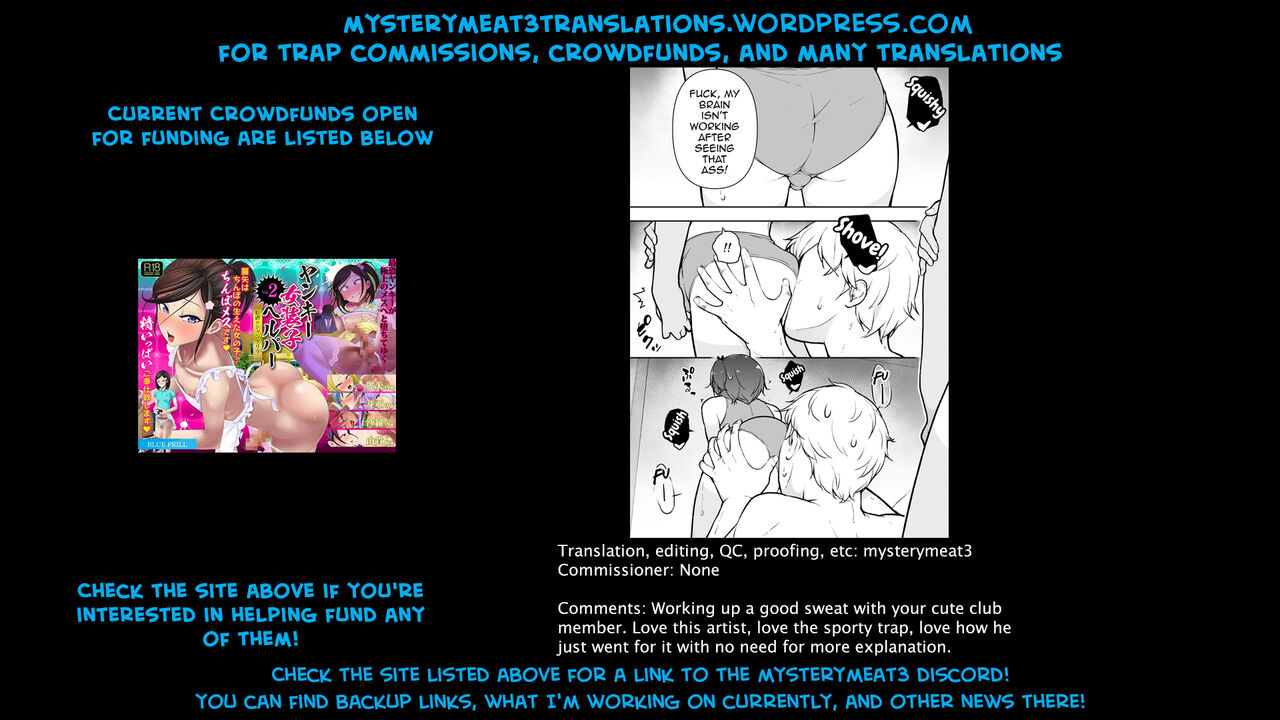 MYSTERYMEAT3TRANSLATIONS.WORDPRESS.COM
FOR TRAP COMMISSIONS, CROWDFUNDS, AND MANY TRANSLATIONS
CURRENT CROWDFUNDS OPEN
FOR FUNDING ARE LISTED BELOW
R18
ヤンキー
女装子
ヘルパー
2
BLUE FRILL
CHECK THE SITE ABOVE IF YOU'RE
INTERESTED IN HELPING FUND ANY
OF THEM!
FUCK, MY
BRAIN
ISN'T
WORKING
AFTER
SEEING
THAT
ASS!
Squishy
!!
Shove!
Squish
FU
Squish
FU
Translation, editing, QC, proofing, etc: mysterymeat3
Commissioner: None
Comments: Working up a good sweat with your cute club
member. Love this artist, love the sporty trap, love how he
just went for it with no need for more explanation.
CHECK THE SITE LISTED ABOVE FOR A LINK TO THE MYSTERYMEAT3 DISCORD!
YOU CAN FIND BACKUP LINKS, WHAT I'M WORKING ON CURRENTLY, AND OTHER NEWS THERE!